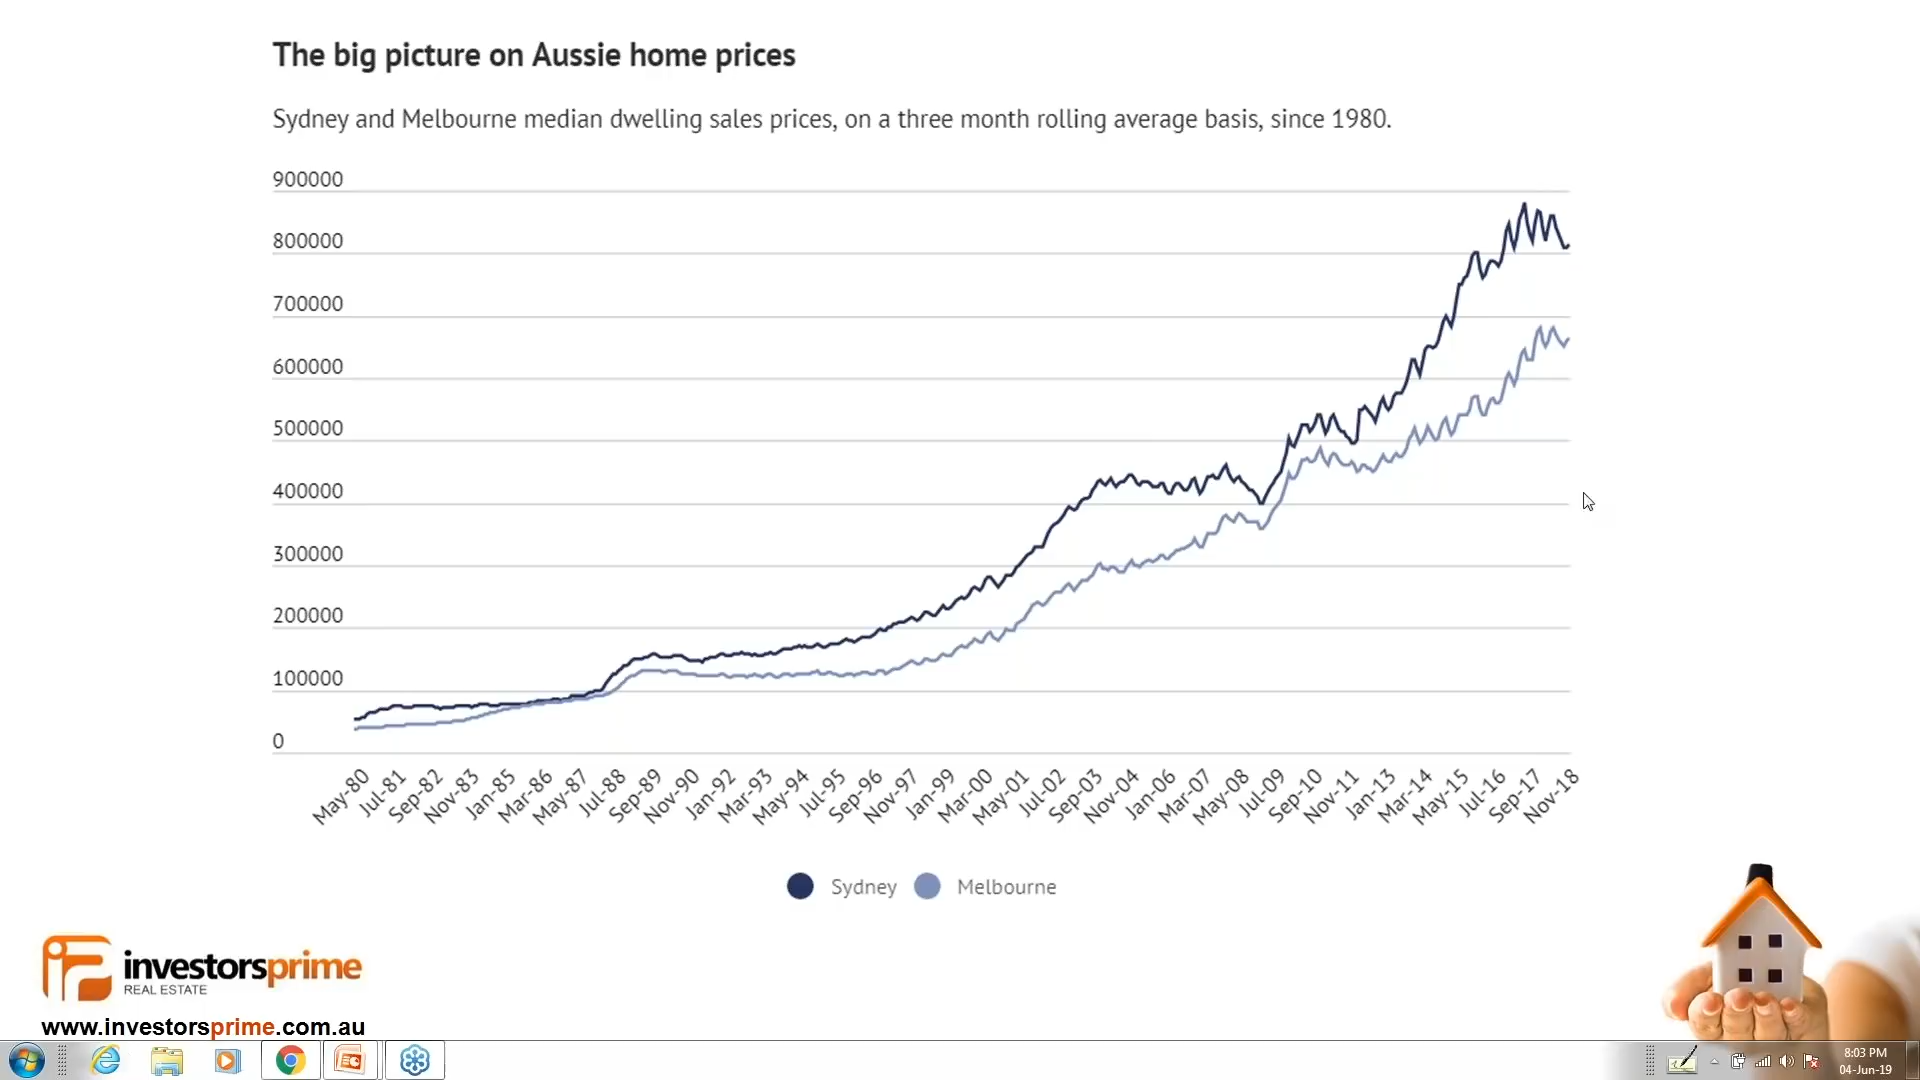 The big picture on Aussie home prices
Sydney and Melbourne median dwelling sales prices, on a three month rolling average basis, since 1980.
900000
800000
700000
600000
500000
400000
300000
200000
100000
0
May-80 Jul-81 Sep-82 Nov-83 Jan-85 Mar-86 May-87 Jul-88 Sep-89 Nov-90 Jan-92 Mar-93 May-94 Jul-95 Sep-96 Nov-97 Jan-99 Mar-00 May-01 Jul-02 Sep-03 Nov-04 Jan-06 Mar-07 May-08 Jul-09 Sep-10 Nov-11 Jan-13 Mar-14 May-15 Jul-16 Sep-17 Nov-18
Sydney Melbourne
investorsprime
REAL ESTATE
www.investorsprime.com.au
8:03 PM
04-Jun-19